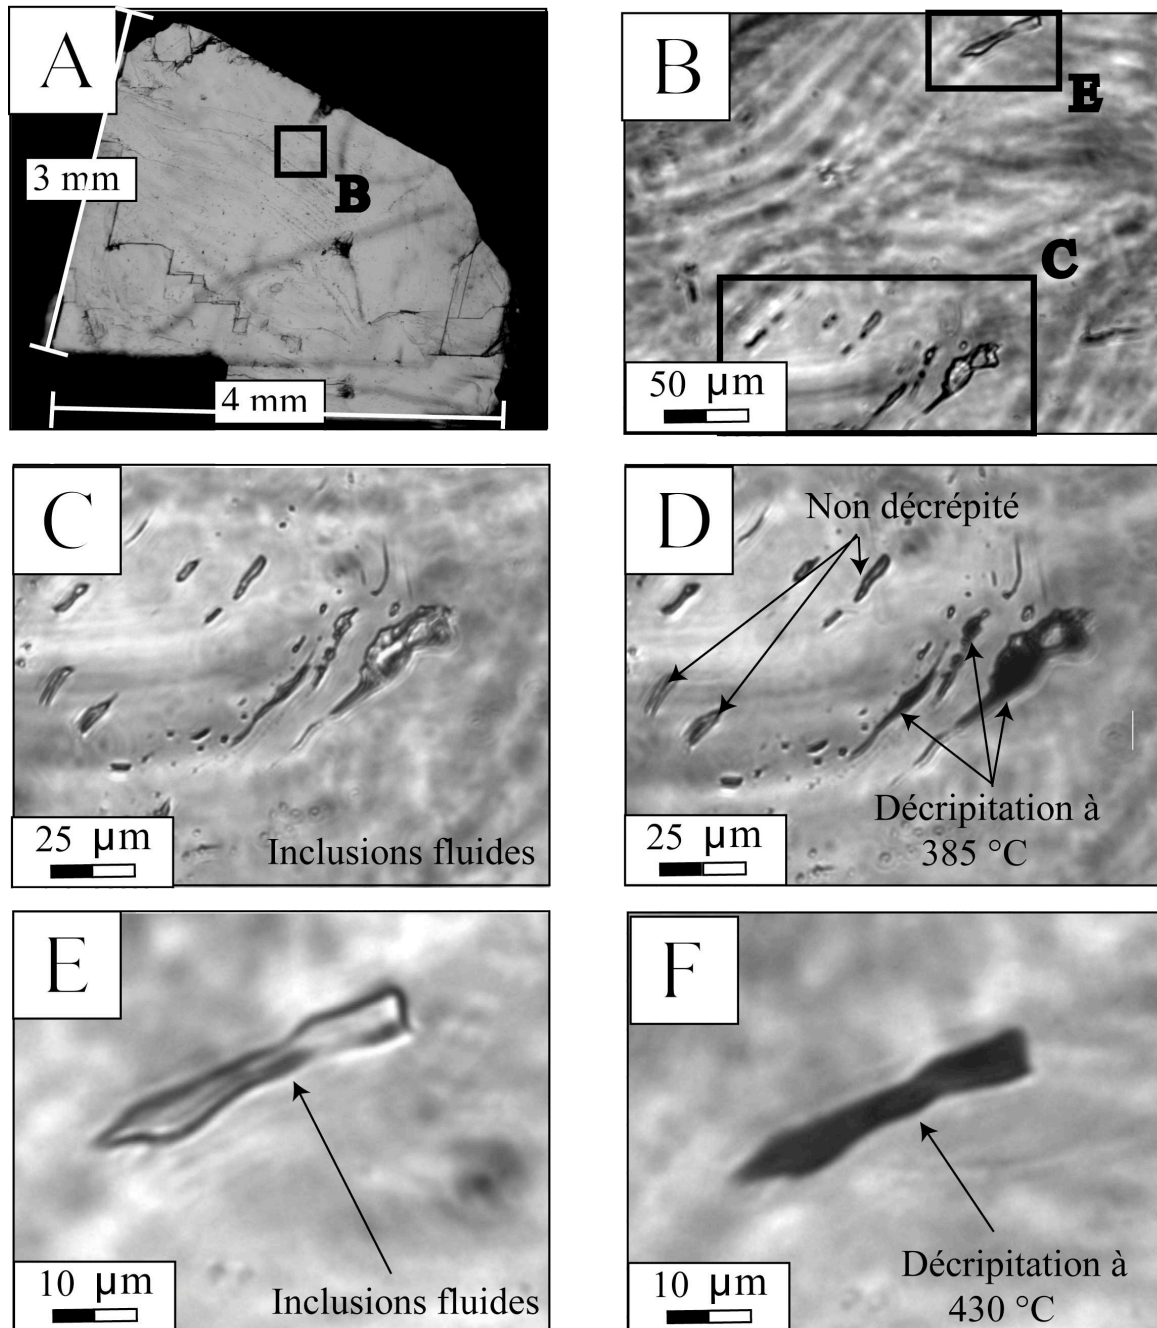 A
3 mm
B
4 mm
B
E
C
50 µm
C
25 µm
Inclusions fluides
D
Non décrépité
Décripitation à
385 °C
25 µm
E
10 µm
Inclusions fluides
F
Décripitation à
430 °C
10 µm